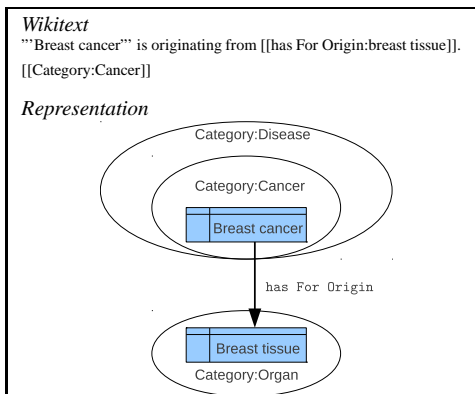 Wikitext
”’Breast cancer”’ is originating from [[has For Origin:breast tissue]].
[[Category:Cancer]]
Representation
Category:Disease
Category:Cancer
Breast cancer
has For Origin
Breast tissue
Category:Organ